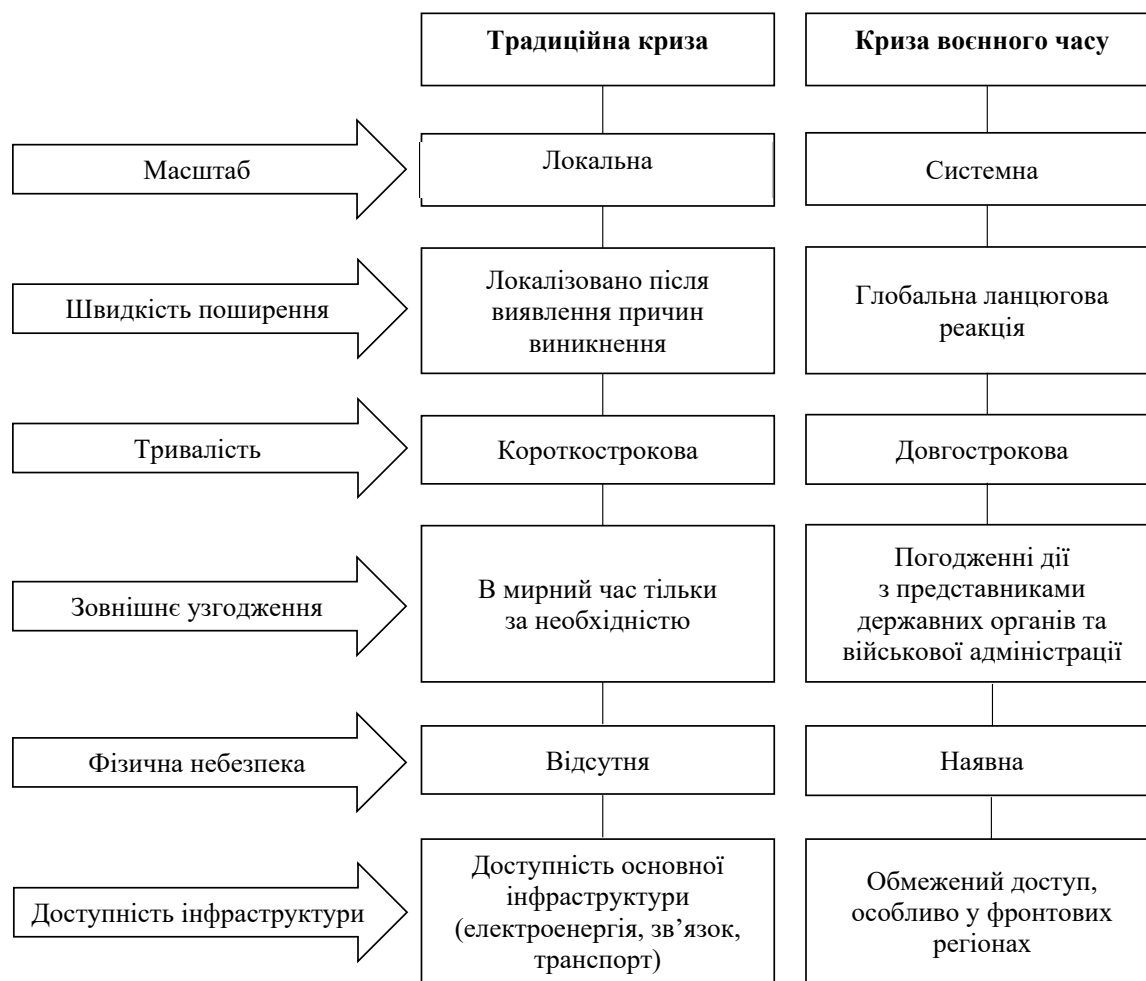 Традиційна криза
Криза воєнного часу
Масштаб
Локальна
Системна
Швидкість поширення
Локалізовано після
виявлення причин
виникнення
Глобальна ланцюгова
реакція
Тривалість
Короткострокова
Довгострокова
Зовнішнє узгодження
В мирний час тільки
за необхідністю
Погодженні дії
з представниками
державних органів та
військової адміністрації
Фізична небезпека
Відсутня
Наявна
Доступність інфраструктури
Доступність основної
інфраструктури
(електроенергія, зв’язок,
транспорт)
Обмежений доступ,
особливо у фронтових
регіонах